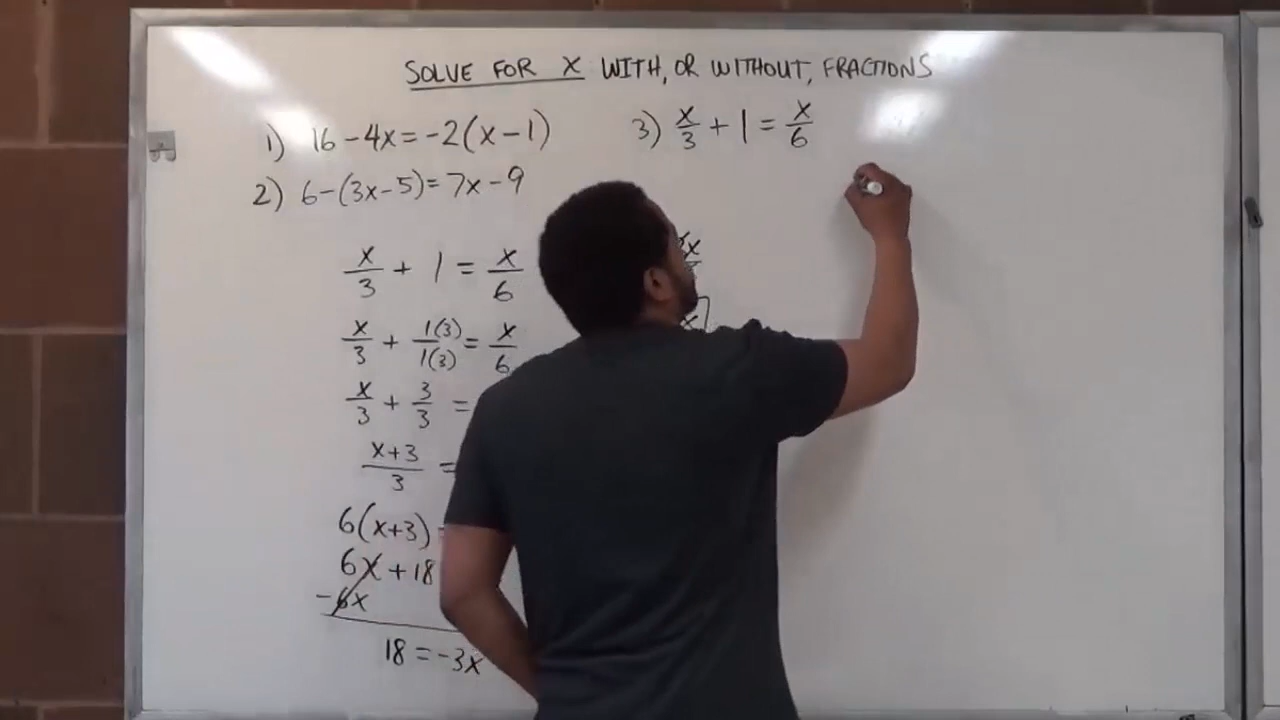 SOLVE FOR X WITH, OR WITHOUT, FRACTIONS
1) 16 - 4x = -2(x - 1)
2) 6 - (3x - 5) = 7x - 9
3) x/3 + 1 = x/6
x/3 + 1 = x/6
x/3 + 1(3)/1(3) = x/6
x/3 + 3/3 =
x+3/3 =
6(x+3)
6x + 18
-6x
18 = -3x